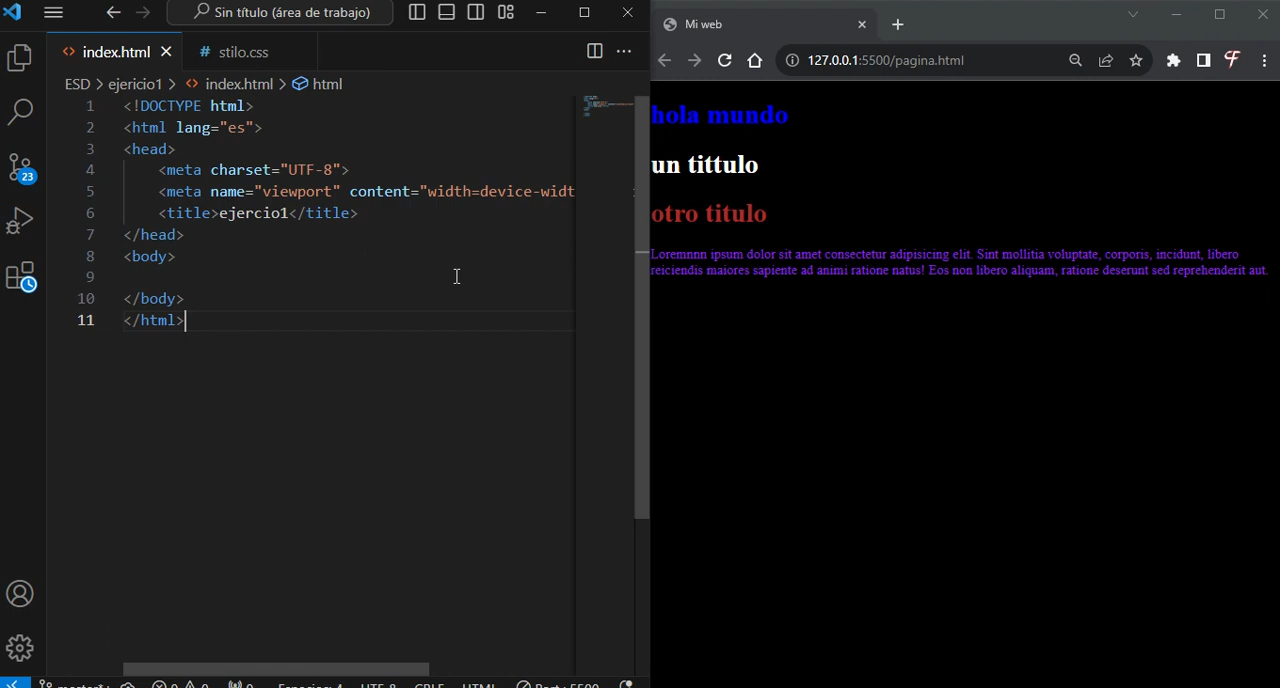 Sin título (área de trabajo)
index.html
# stilo.css
ESD > ejericio1 > index.html > html
1 <!DOCTYPE html>
2 <html lang="es">
3 <head>
4 <meta charset="UTF-8">
5 <meta name="viewport" content="width=device-widt
6 <title>ejercio1</title>
7 </head>
8 <body>
9
10 </body>
11 </html>
23
Mi web
127.0.0.1:5500/pagina.html
hola mundo
un tittulo
otro titulo
Loremnnn ipsum dolor sit amet consectetur adipisicing elit. Sint mollitia voluptate, corporis, incidunt, libero
reiciendis maiores sapiente ad animi ratione natus! Eos non libero aliquam, ratione deserunt sed reprehenderit aut.